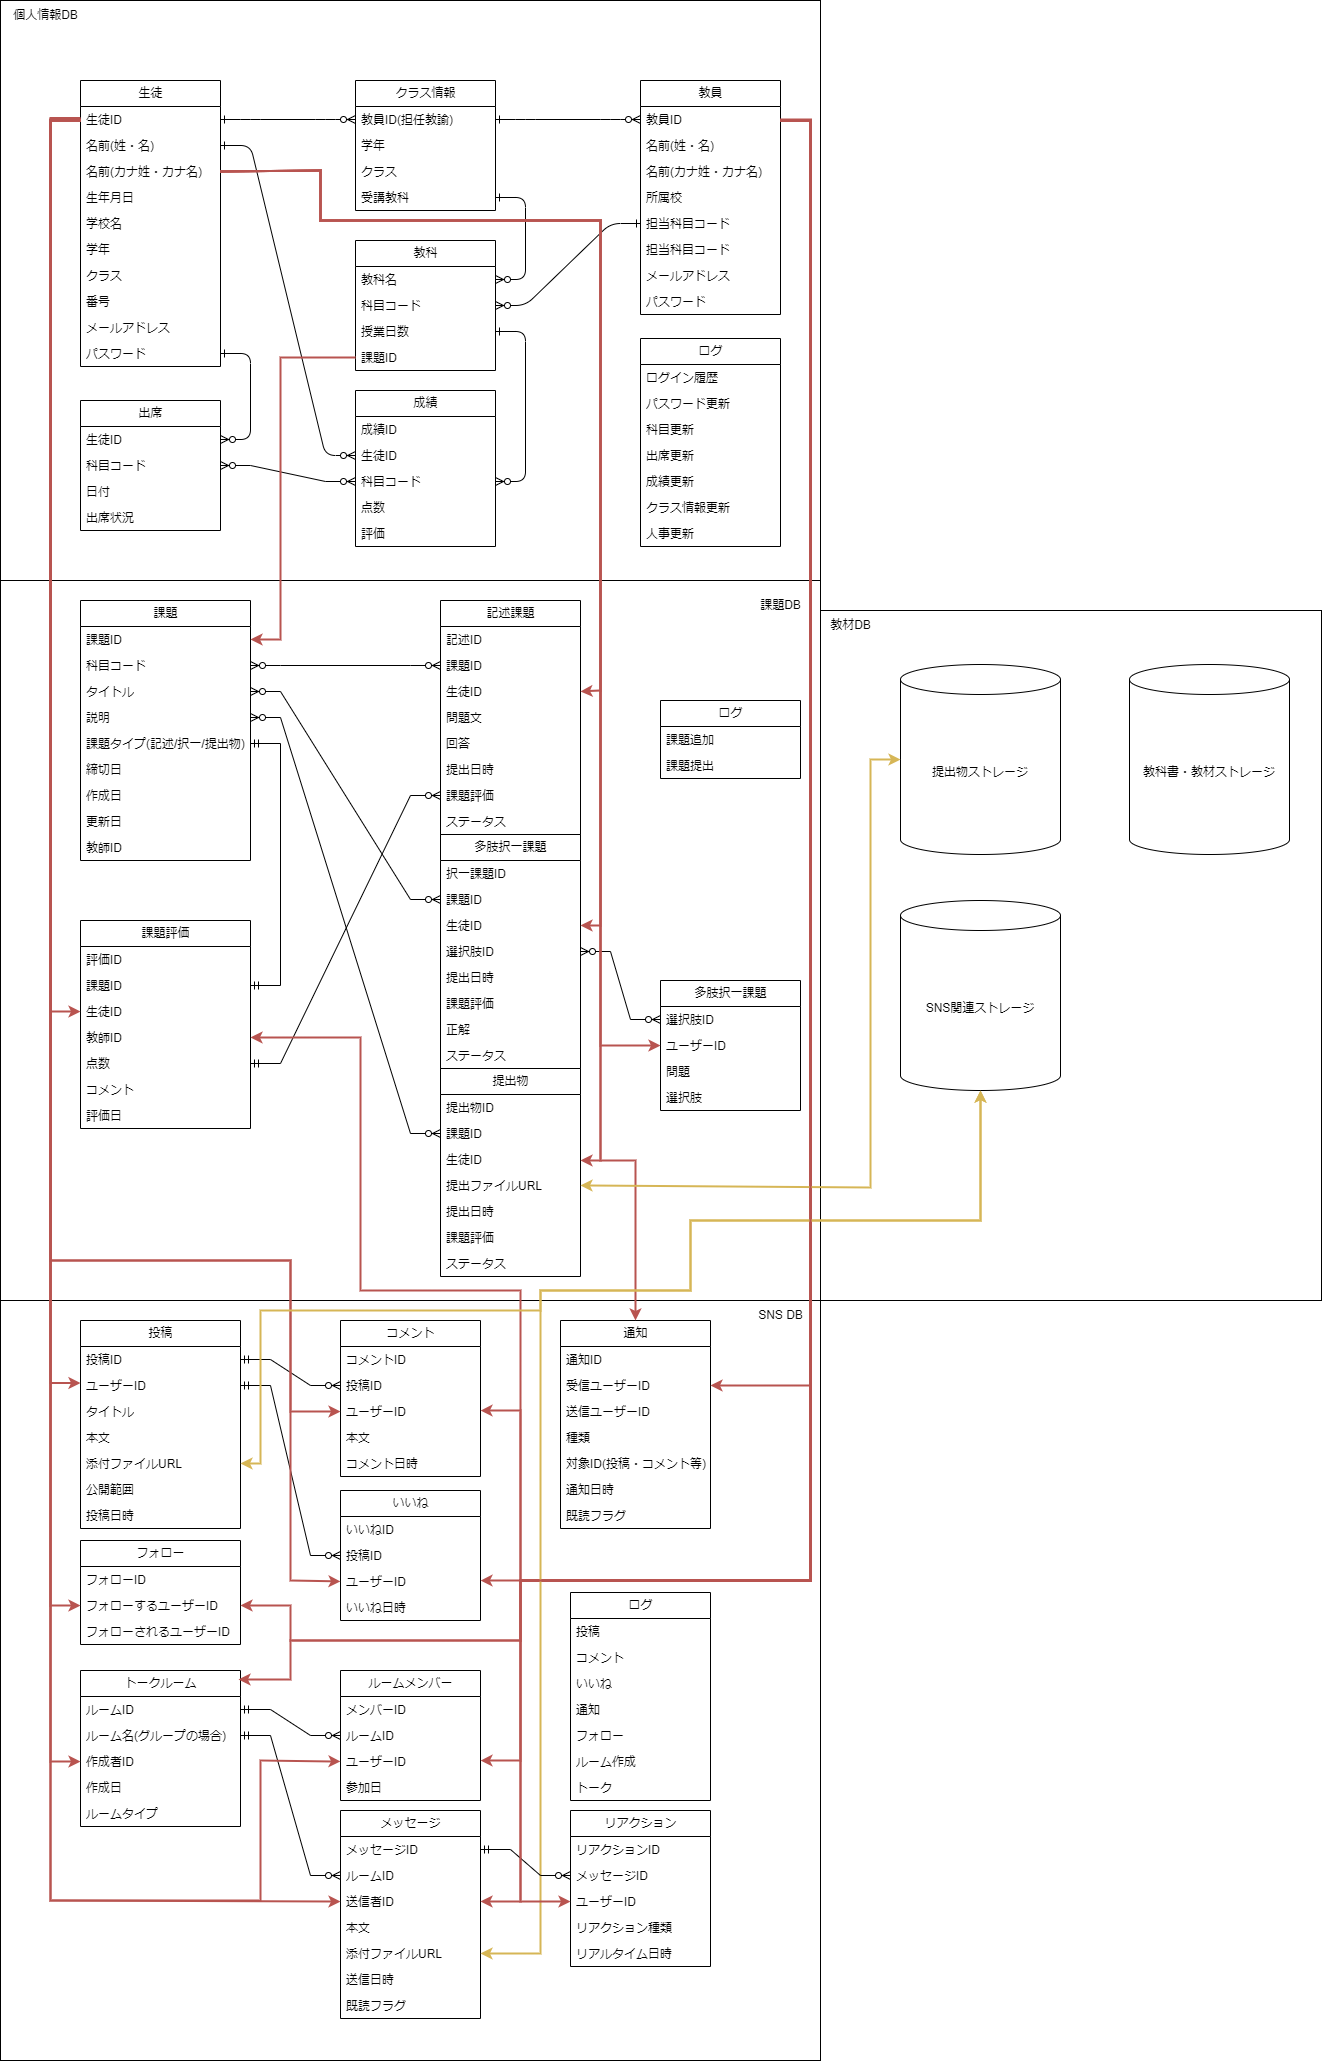 個人情報DB
生徒
生徒ID
名前(姓・名)
名前(カナ姓・カナ名)
生年月日
学校名
学年
クラス
番号
メールアドレス
パスワード
クラス情報
教員ID(担任教諭)
学年
クラス
受講教科
教員
教員ID
名前(姓・名)
名前(カナ姓・カナ名)
所属校
担当科目コード
担当科目コード
メールアドレス
パスワード
教科
教科名
科目コード
授業日数
課題ID
ログ
ログイン履歴
パスワード更新
科目更新
出席更新
成績更新
クラス情報更新
人事更新
出席
生徒ID
科目コード
日付
出席状況
成績
成績ID
生徒ID
科目コード
点数
評価
課題DB
課題
課題ID
科目コード
タイトル
説明
課題タイプ(記述/択一/提出物)
締切日
作成日
更新日
教師ID
記述課題
記述ID
課題ID
生徒ID
問題文
回答
提出日時
課題評価
ステータス
多肢択一課題
択一課題ID
課題ID
生徒ID
選択肢ID
提出日時
課題評価
正解
ステータス
提出物
提出物ID
課題ID
生徒ID
提出ファイルURL
提出日時
課題評価
ステータス
ログ
課題追加
課題提出
課題評価
評価ID
課題ID
生徒ID
教師ID
点数
コメント
評価日
多肢択一課題
選択肢ID
ユーザーID
問題
選択肢
教材DB
提出物ストレージ
教科書・教材ストレージ
SNS関連ストレージ
SNS DB
投稿
投稿ID
ユーザーID
タイトル
本文
添付ファイルURL
公開範囲
投稿日時
コメント
コメントID
投稿ID
ユーザーID
本文
コメント日時
通知
通知ID
受信ユーザーID
送信ユーザーID
種類
対象ID(投稿・コメント等)
通知日時
既読フラグ
いいね
いいねID
投稿ID
ユーザーID
いいね日時
フォロー
フォローID
フォローするユーザーID
フォローされるユーザーID
ログ
投稿
コメント
いいね
通知
フォロー
ルーム作成
トーク
トークルーム
ルームID
ルーム名(グループの場合)
作成者ID
作成日
ルームタイプ
ルームメンバー
メンバーID
ルームID
ユーザーID
参加日
メッセージ
メッセージID
ルームID
送信者ID
本文
添付ファイルURL
送信日時
既読フラグ
リアクション
リアクションID
メッセージID
ユーザーID
リアクション種類
リアルタイム日時